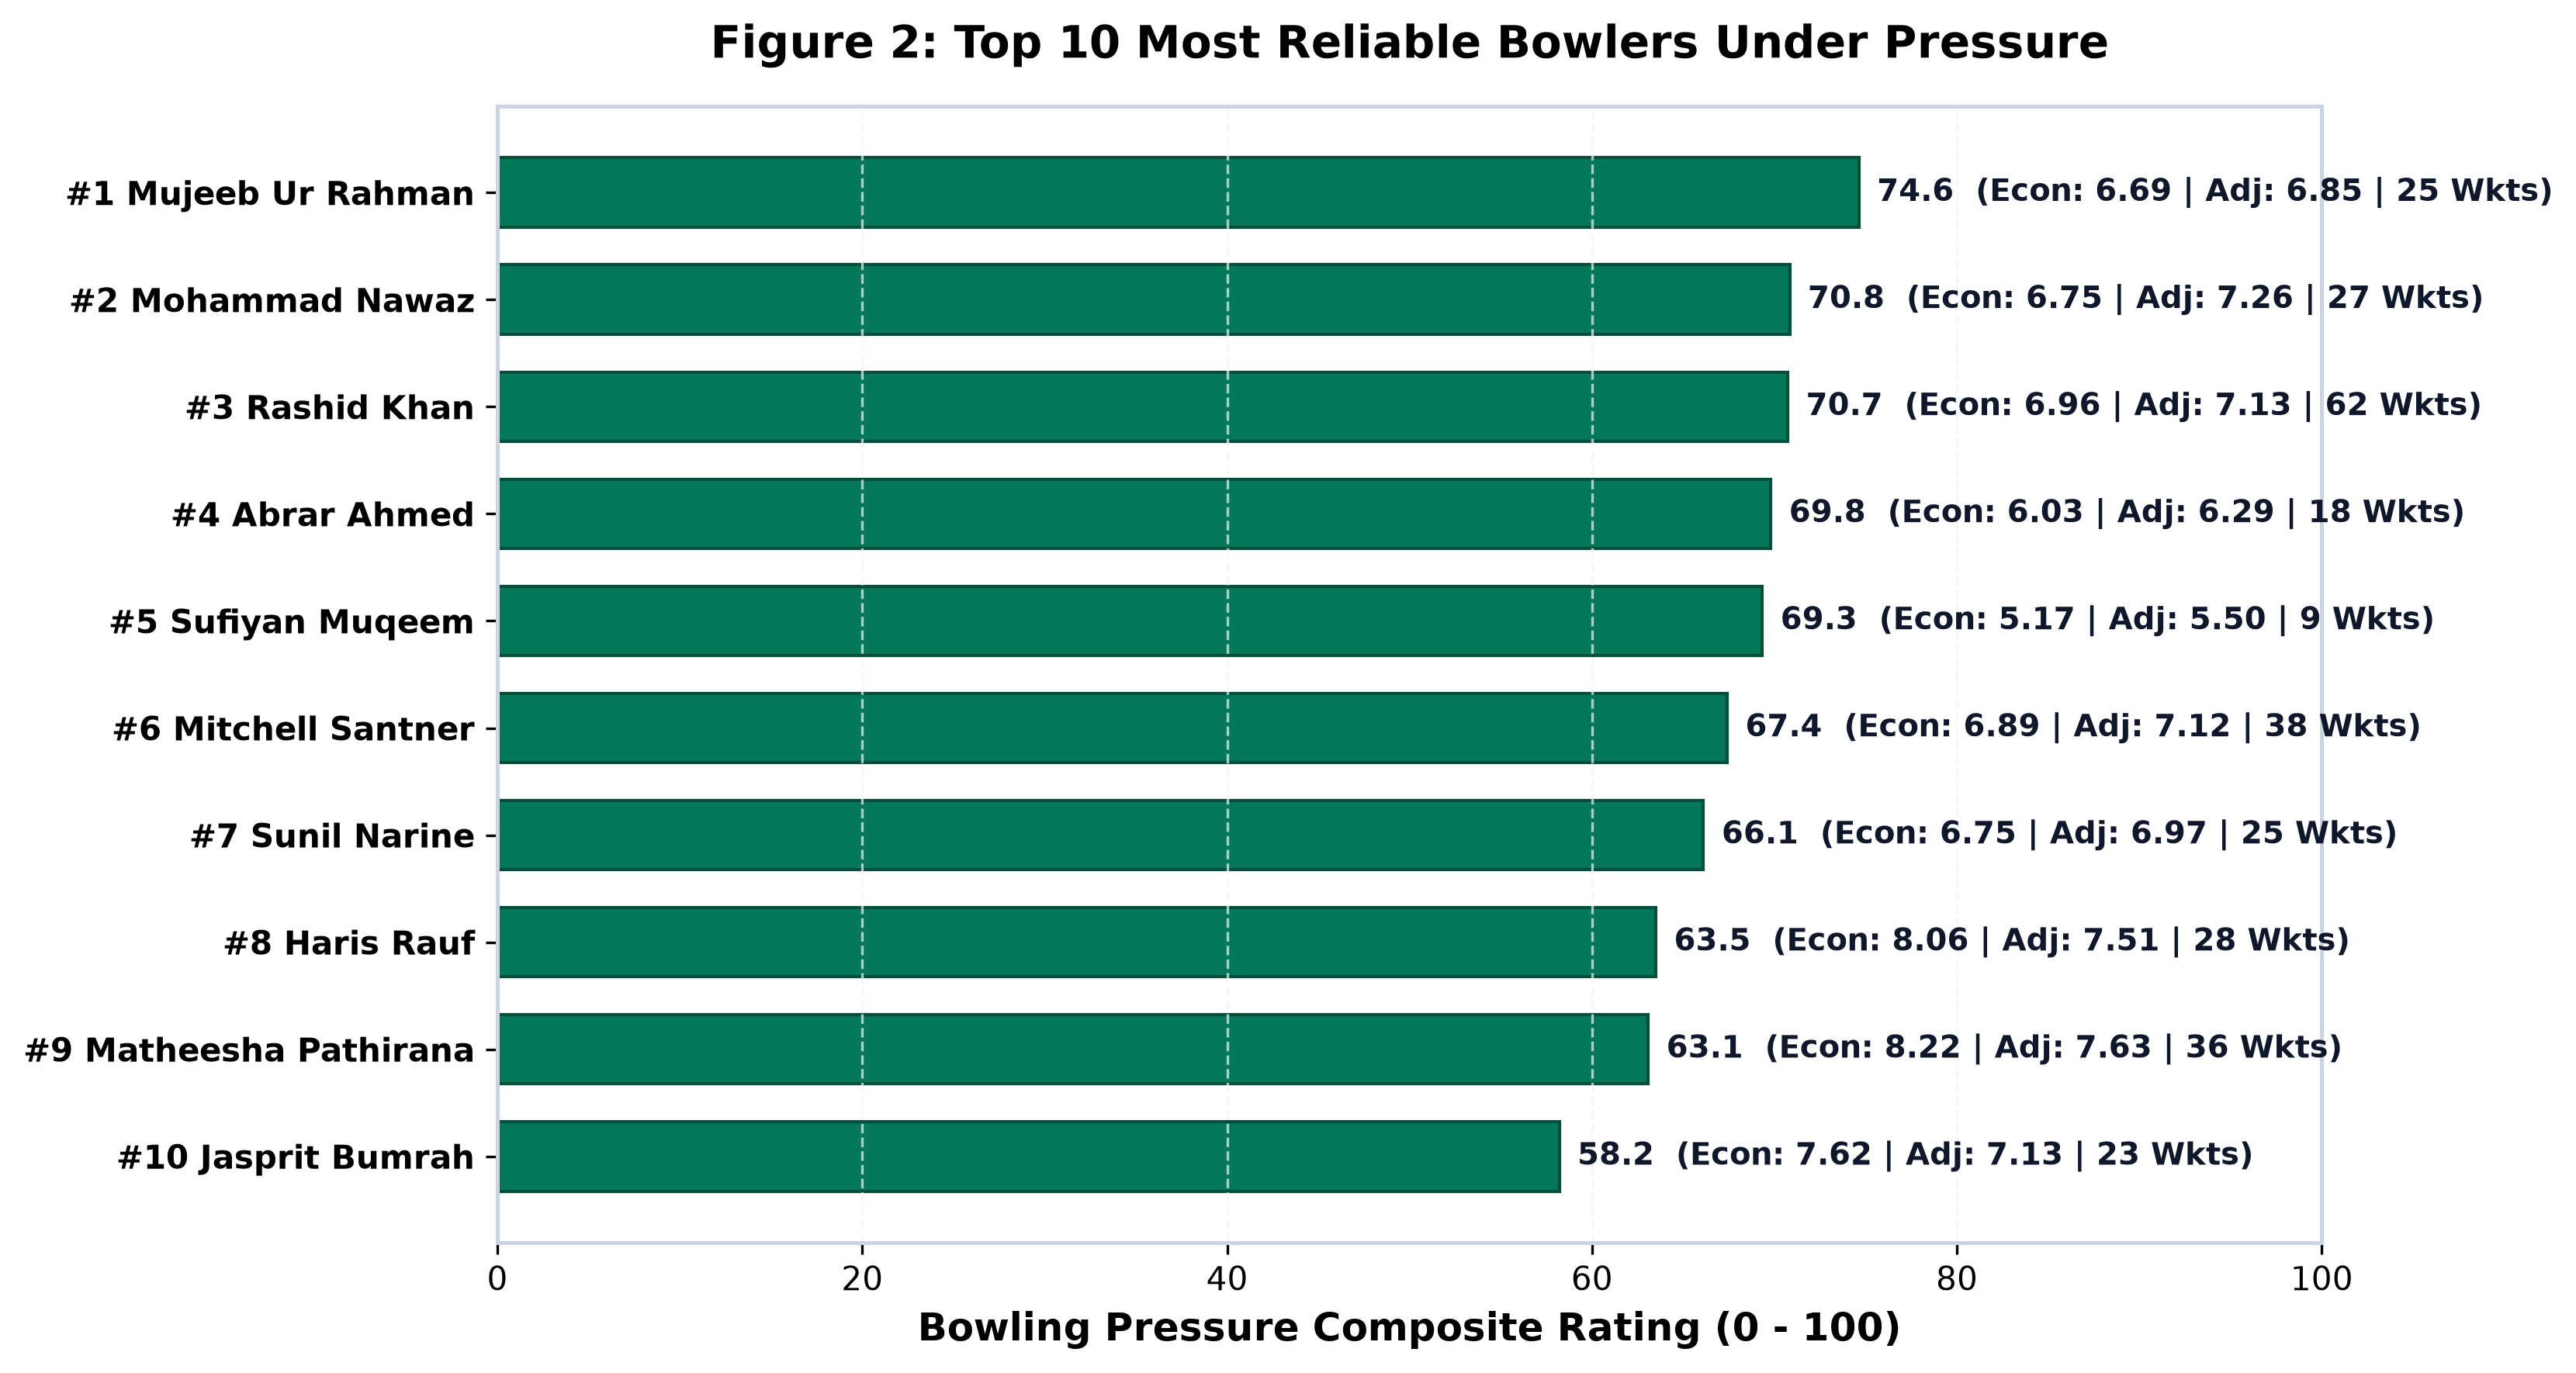 Figure 2: Top 10 Most Reliable Bowlers Under Pressure
#1 Mujeeb Ur Rahman 74.6 (Econ: 6.69 | Adj: 6.85 | 25 Wkts)
#2 Mohammad Nawaz 70.8 (Econ: 6.75 | Adj: 7.26 | 27 Wkts)
#3 Rashid Khan 70.7 (Econ: 6.96 | Adj: 7.13 | 62 Wkts)
#4 Abrar Ahmed 69.8 (Econ: 6.03 | Adj: 6.29 | 18 Wkts)
#5 Sufiyan Muqeem 69.3 (Econ: 5.17 | Adj: 5.50 | 9 Wkts)
#6 Mitchell Santner 67.4 (Econ: 6.89 | Adj: 7.12 | 38 Wkts)
#7 Sunil Narine 66.1 (Econ: 6.75 | Adj: 6.97 | 25 Wkts)
#8 Haris Rauf 63.5 (Econ: 8.06 | Adj: 7.51 | 28 Wkts)
#9 Matheesha Pathirana 63.1 (Econ: 8.22 | Adj: 7.63 | 36 Wkts)
#10 Jasprit Bumrah 58.2 (Econ: 7.62 | Adj: 7.13 | 23 Wkts)
0 20 40 60 80 100
Bowling Pressure Composite Rating (0 - 100)